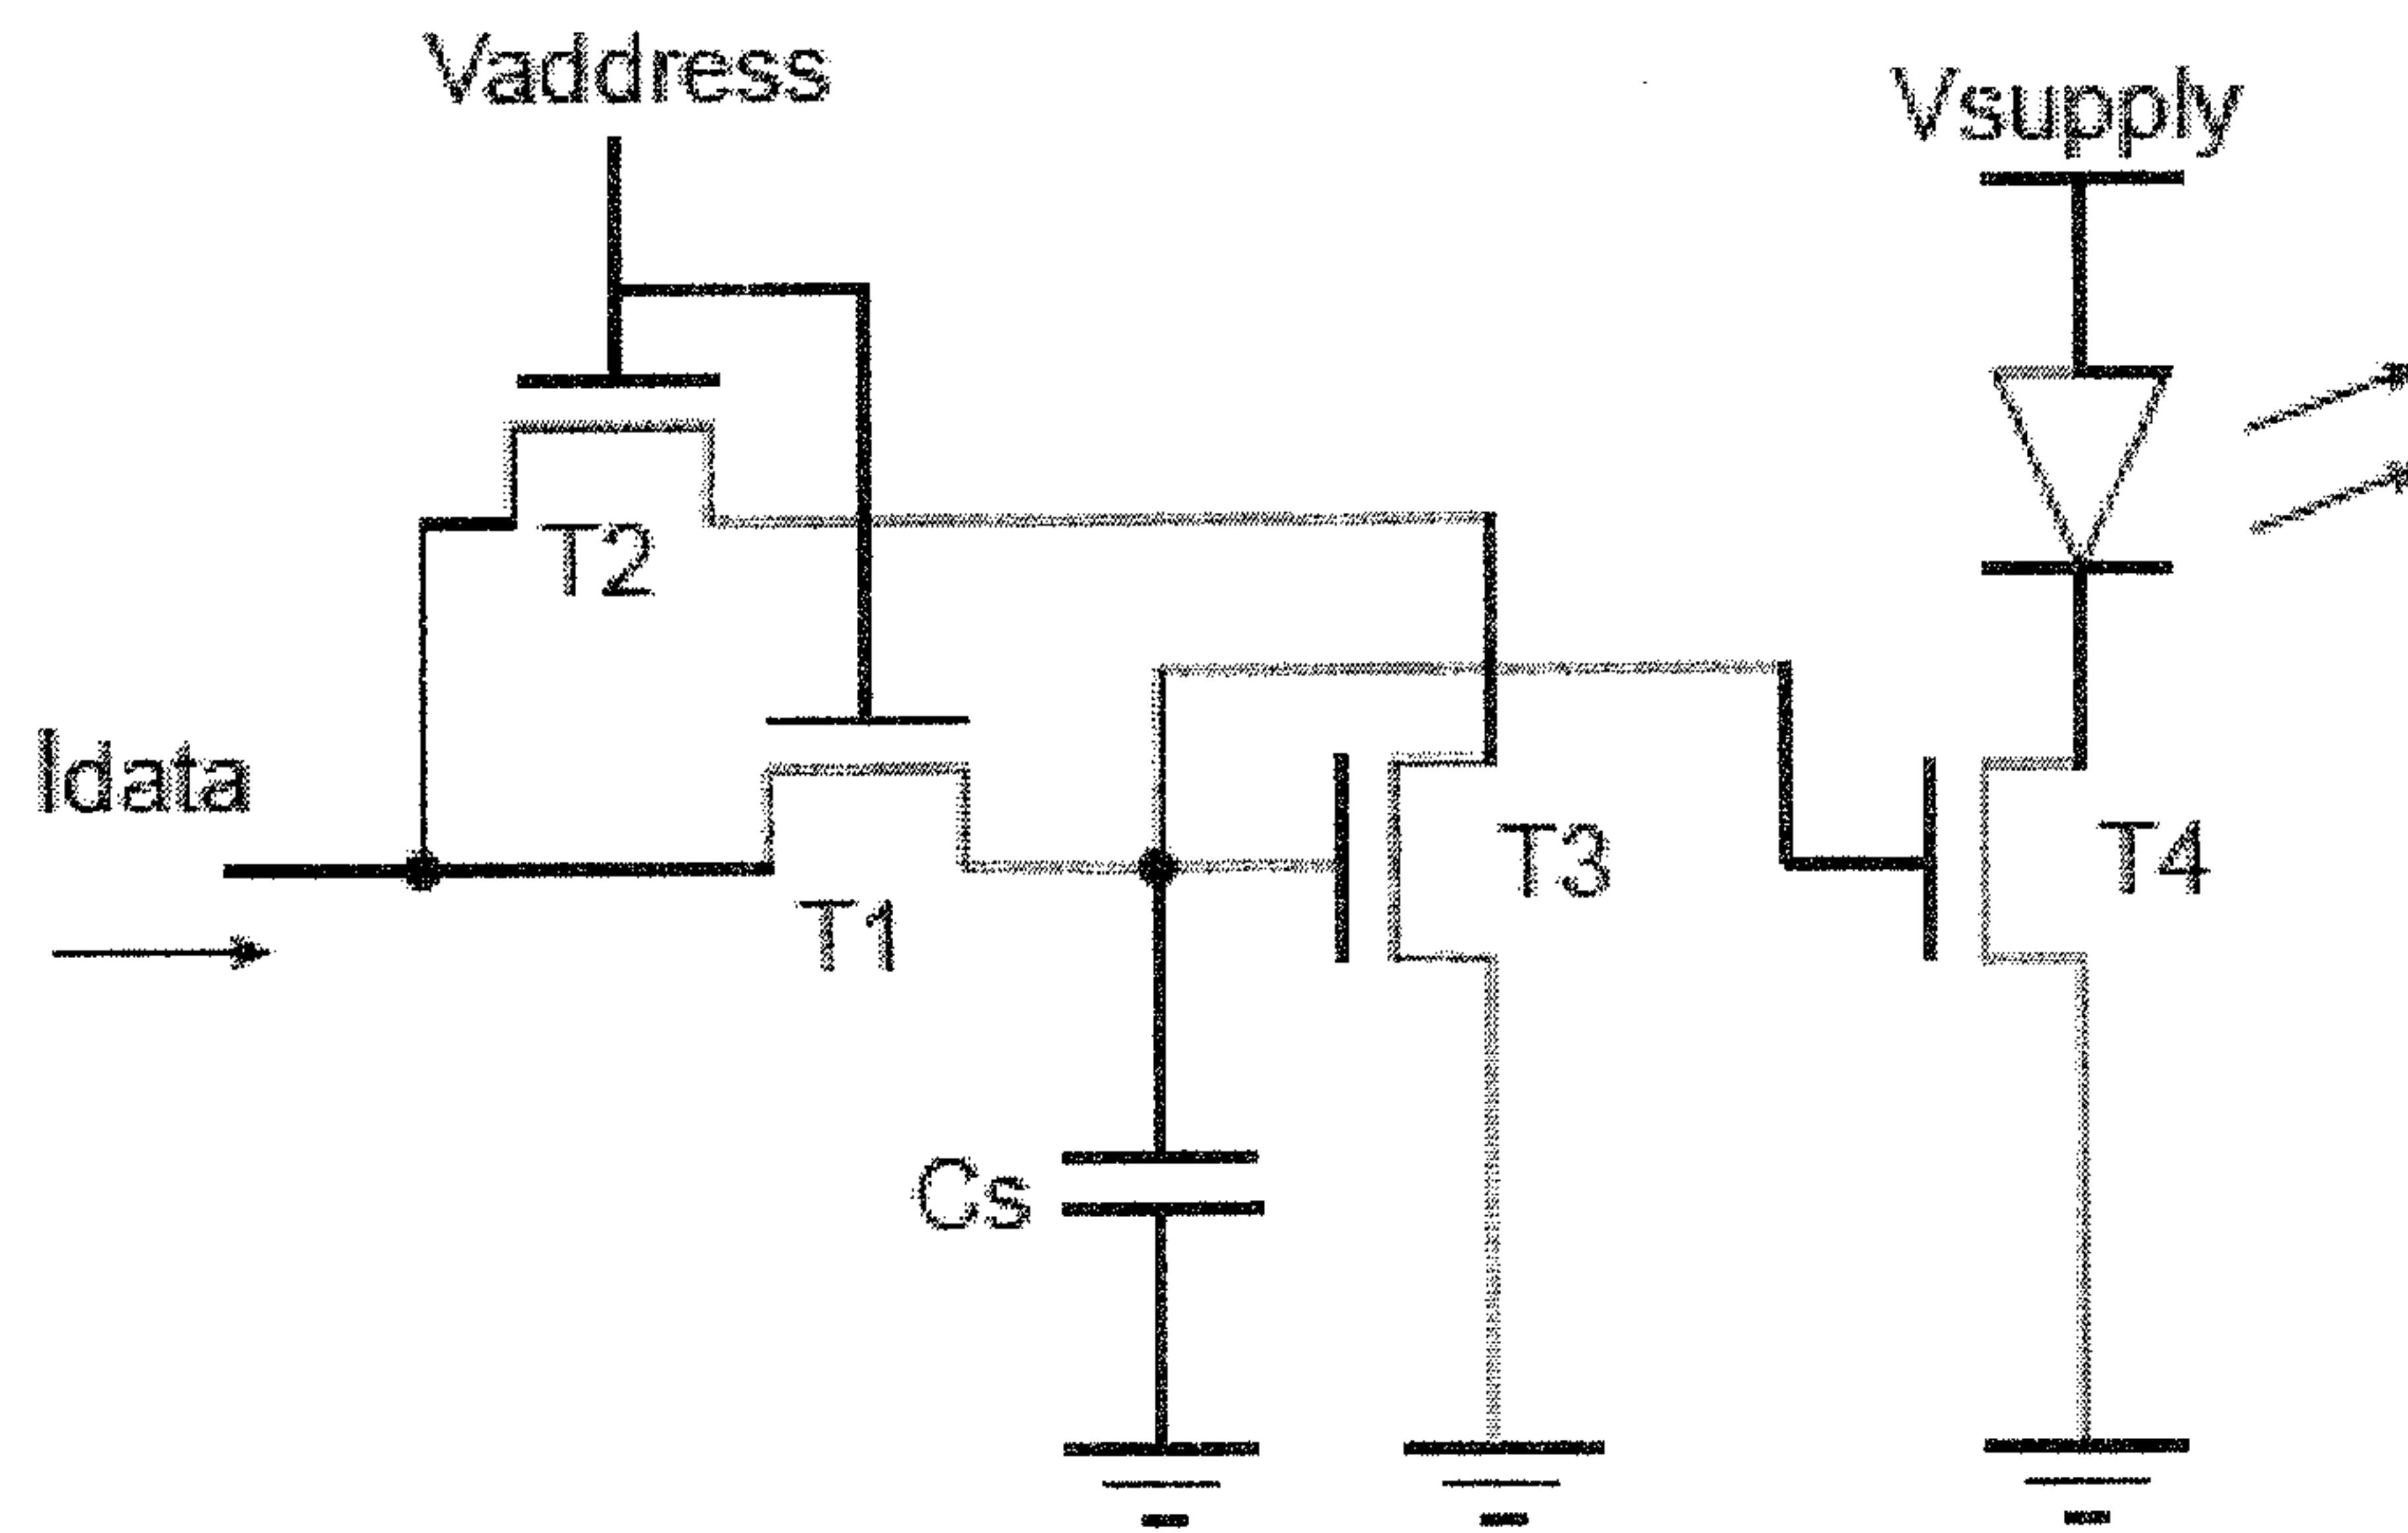 Vaddress
Vsupply
T2
Idata
T3
T4
T1
Cs